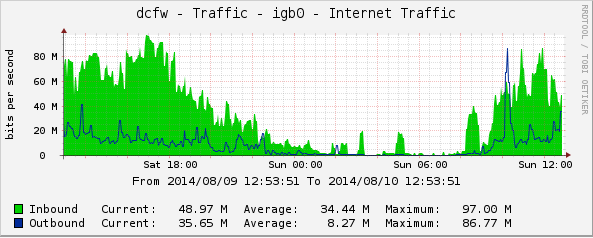 dcfw - Traffic - igb0 - Internet Traffic
RRDTOOL / TOBI OETIKER
bits per second
80 M
60 M
40 M
20 M
0
Sat 18:00 Sun 00:00 Sun 06:00 Sun 12:00
From 2014/08/09 12:53:51 To 2014/08/10 12:53:51
Inbound Current: 48.97 M Average: 34.44 M Maximum: 97.00 M
Outbound Current: 35.65 M Average: 8.27 M Maximum: 86.77 M